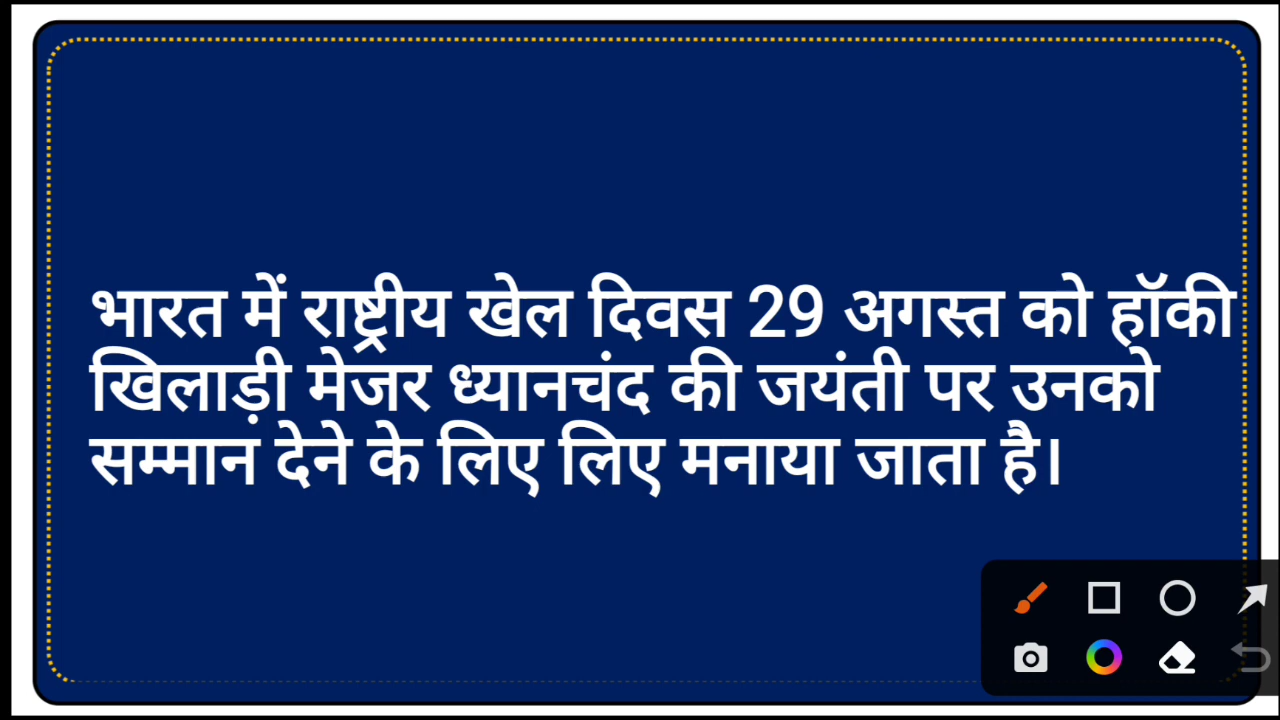 भारत में राष्ट्रीय खेल दिवस 29 अगस्त को हॉकी
खिलाड़ी मेजर ध्यानचंद की जयंती पर उनको
सम्मान देने के लिए लिए मनाया जाता है।